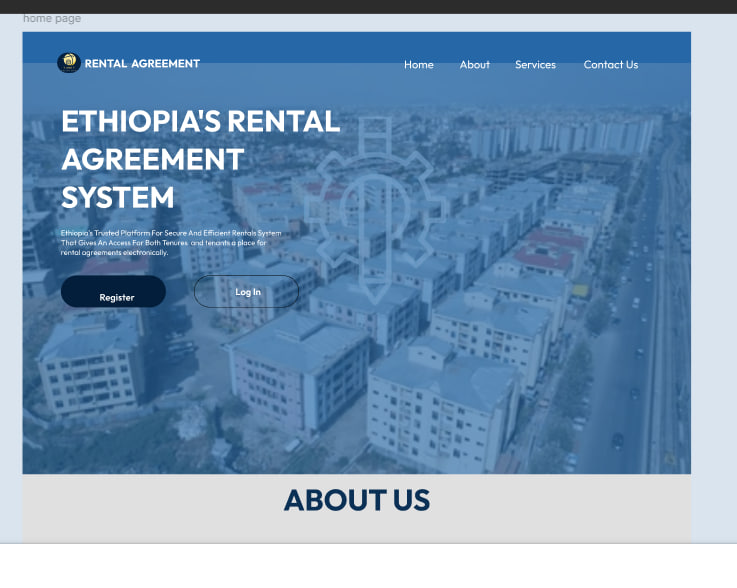 home page
RENTAL AGREEMENT
Home About Services Contact Us
ETHIOPIA'S RENTAL
AGREEMENT
SYSTEM
Ethiopia's Trusted Platform For Secure And Efficient Rentals System
That Gives An Access For Both Tenures and tenants a place for
rental agreements electronically.
Register
Log In
ABOUT US